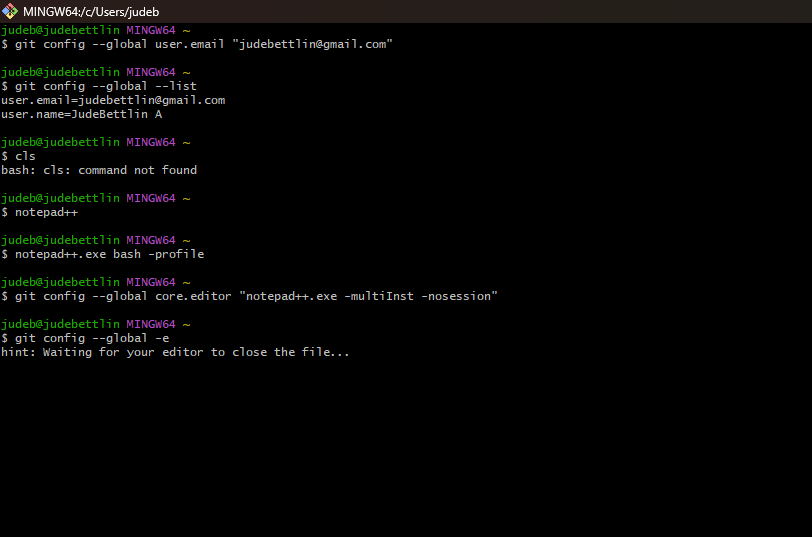 MINGW64:/c/Users/judeb
judeb@judebettlin MINGW64 ~
$ git config --global user.email "judebettlin@gmail.com"
judeb@judebettlin MINGW64 ~
$ git config --global --list
user.email=judebettlin@gmail.com
user.name=JudeBettlin A
judeb@judebettlin MINGW64 ~
$ cls
bash: cls: command not found
judeb@judebettlin MINGW64 ~
$ notepad++
judeb@judebettlin MINGW64 ~
$ notepad++.exe bash -profile
judeb@judebettlin MINGW64 ~
$ git config --global core.editor "notepad++.exe -multiInst -nosession"
judeb@judebettlin MINGW64 ~
$ git config --global -e
hint: Waiting for your editor to close the file...